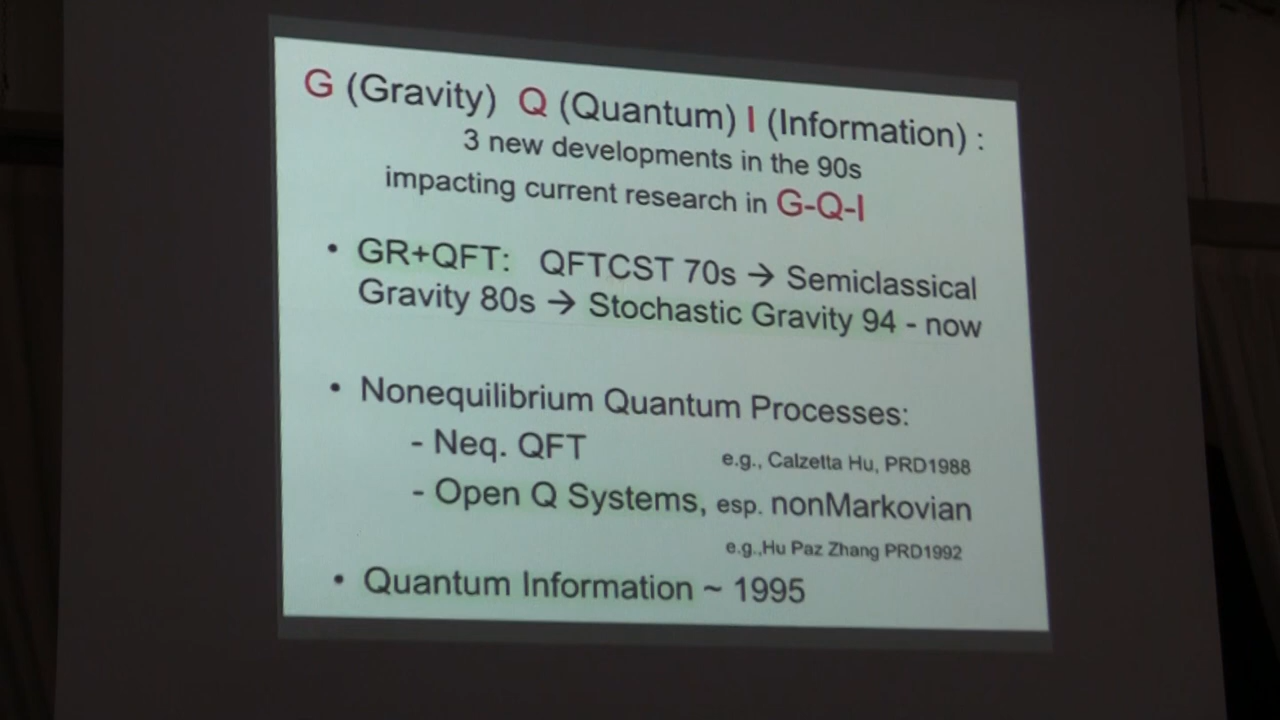 G (Gravity) Q (Quantum) I (Information) :
3 new developments in the 90s
impacting current research in G-Q-I
• GR+QFT: QFTCST 70s → Semiclassical
Gravity 80s → Stochastic Gravity 94 - now
• Nonequilibrium Quantum Processes:
- Neq. QFT e.g., Calzetta Hu, PRD1988
- Open Q Systems, esp. nonMarkovian
e.g.,Hu Paz Zhang PRD1992
• Quantum Information ~ 1995